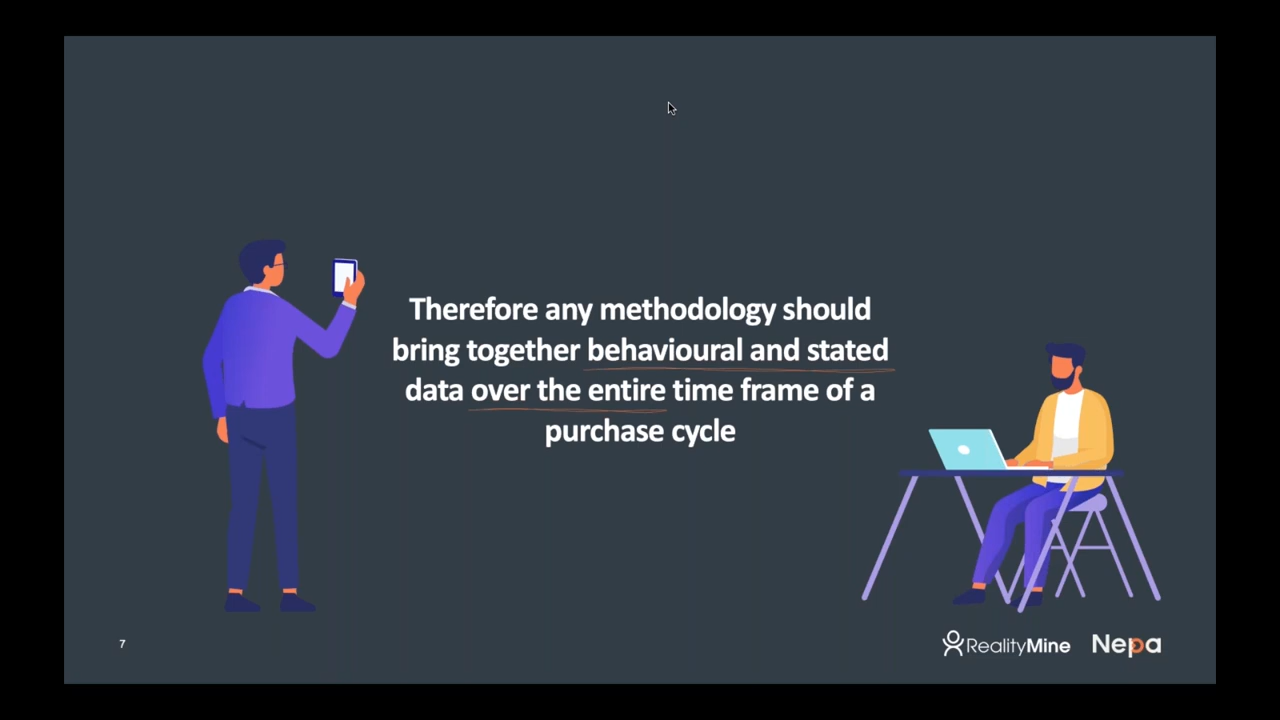 Therefore any methodology should
bring together behavioural and stated
data over the entire time frame of a
purchase cycle
7
RealityMine
Nepa